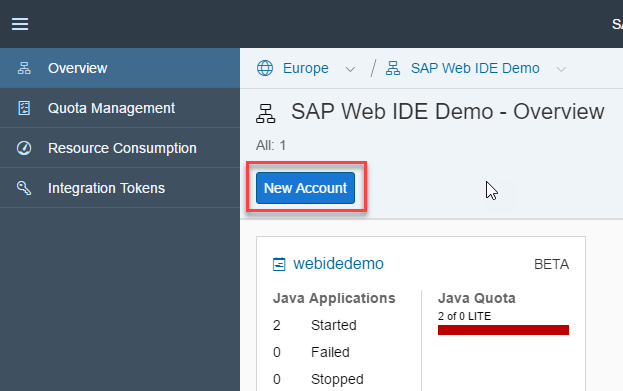 SA
Overview
Quota Management
Resource Consumption
Integration Tokens
Europe / SAP Web IDE Demo
SAP Web IDE Demo - Overview
All: 1
New Account
webidedemo BETA
Java Applications Java Quota
2 of 0 LITE
2 Started
0 Failed
0 Stopped